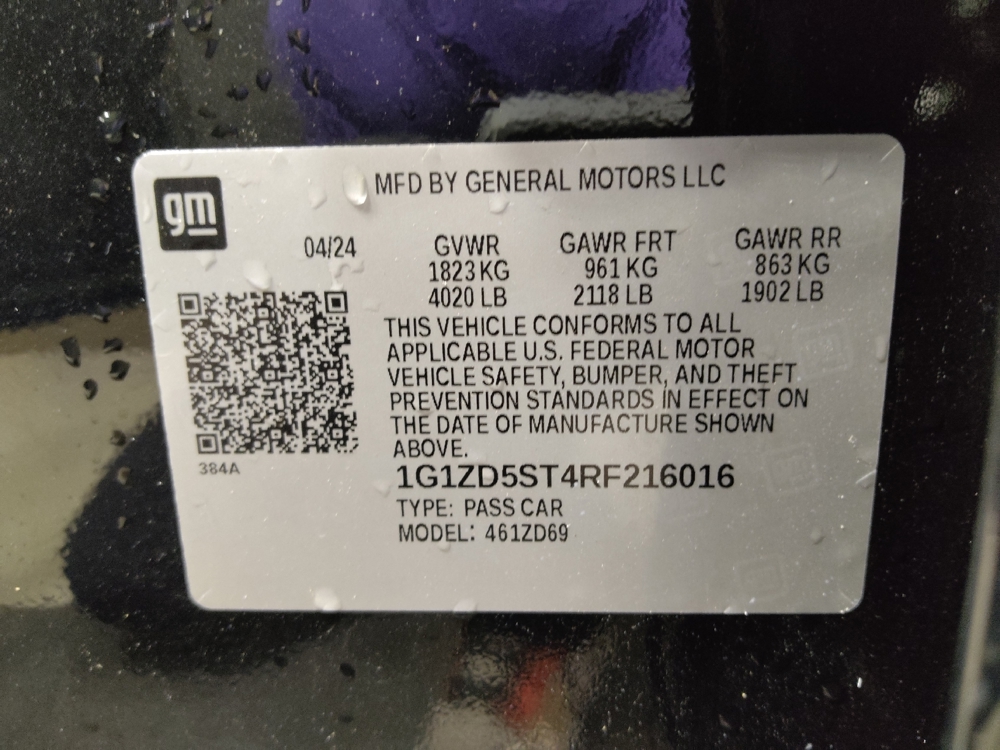 gm
MFD BY GENERAL MOTORS LLC
04/24 GVWR GAWR FRT GAWR RR
1823 KG 961 KG 863 KG
4020 LB 2118 LB 1902 LB
THIS VEHICLE CONFORMS TO ALL
APPLICABLE U.S. FEDERAL MOTOR
VEHICLE SAFETY, BUMPER, AND THEFT
PREVENTION STANDARDS IN EFFECT ON
THE DATE OF MANUFACTURE SHOWN
ABOVE.
384A
1G1ZD5ST4RF216016
TYPE: PASS CAR
MODEL: 461ZD69